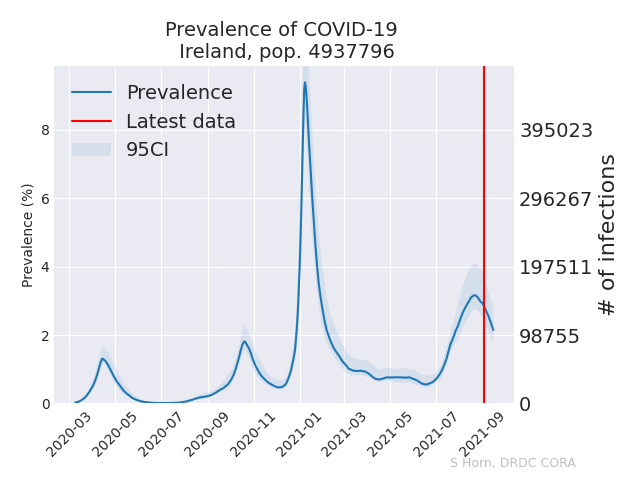 Prevalence of COVID-19
Ireland, pop. 4937796
Prevalence
Latest data
95CI
Prevalence (%)
8
6
4
2
0
395023
296267
197511
98755
0
# of infections
2020-03
2020-05
2020-07
2020-09
2020-11
2021-01
2021-03
2021-05
2021-07
2021-09
S Horn, DRDC CORA